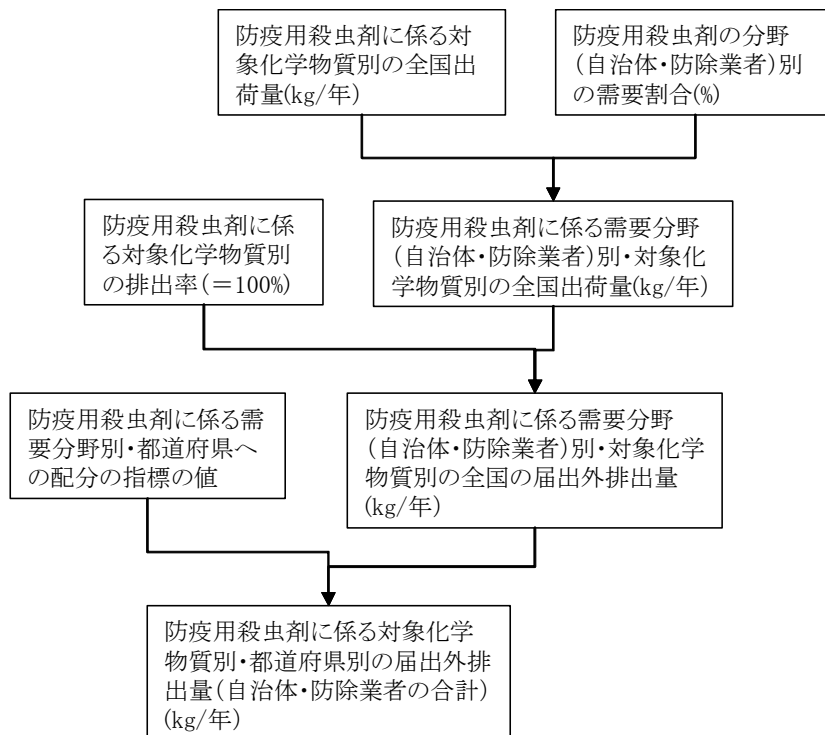 防疫用殺虫剤に係る対
象化学物質別の全国出
荷量(kg/年)
防疫用殺虫剤の分野
(自治体・防除業者)別
の需要割合(%)
防疫用殺虫剤に係
る対象化学物質別
の排出率(＝100%)
防疫用殺虫剤に係る需要分野
(自治体・防除業者)別・対象化
学物質別の全国出荷量(kg/年)
防疫用殺虫剤に係る需
要分野別・都道府県へ
の配分の指標の値
防疫用殺虫剤に係る需要分野
(自治体・防除業者)別・対象化学
物質別の全国の届出外排出量
(kg/年)
防疫用殺虫剤に係る対象化学
物質別・都道府県別の届出外排
出量(自治体・防除業者の合計)
(kg/年)